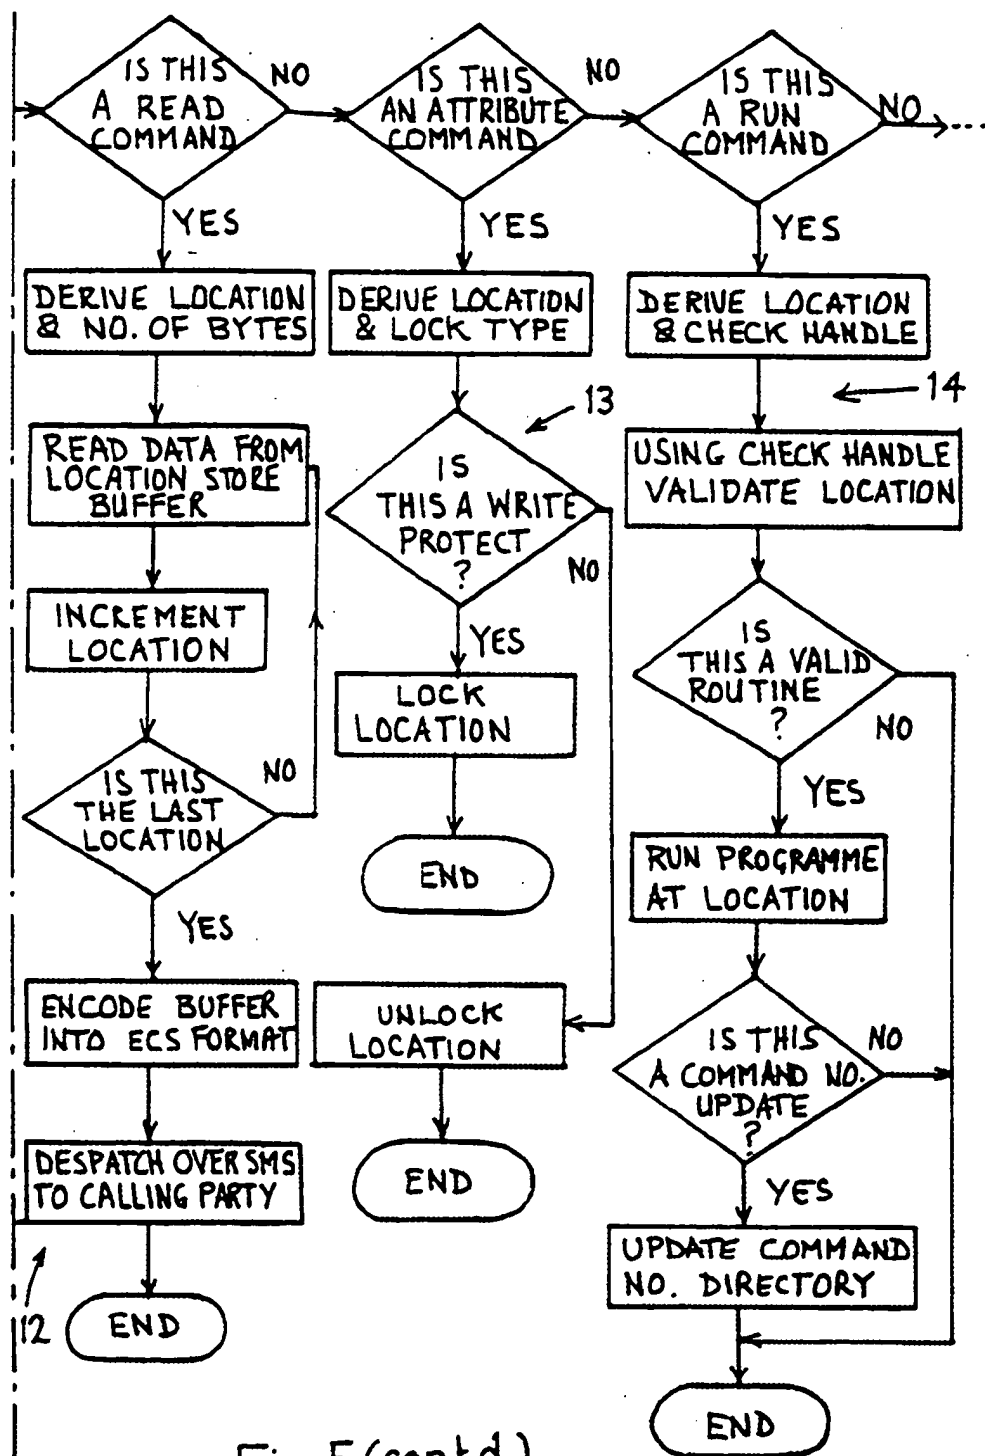 IS THIS
A READ
COMMAND
NO
IS THIS
AN ATTRIBUTE
COMMAND
NO
IS THIS
A RUN
COMMAND
NO
YES
YES
YES
DERIVE LOCATION
& NO. OF BYTES
DERIVE LOCATION
& LOCK TYPE
DERIVE LOCATION
& CHECK HANDLE
13
14
READ DATA FROM
LOCATION STORE
BUFFER
IS
THIS A WRITE
PROTECT
?
NO
YES
USING CHECK HANDLE
VALIDATE LOCATION
INCREMENT
LOCATION
LOCK
LOCATION
IS
THIS A VALID
ROUTINE
?
NO
YES
IS THIS
THE LAST
LOCATION
NO
YES
END
RUN PROGRAMME
AT LOCATION
ENCODE BUFFER
INTO ECS FORMAT
UNLOCK
LOCATION
IS THIS
A COMMAND NO.
UPDATE
?
NO
YES
DESPATCH OVER SMS
TO CALLING PARTY
END
UPDATE COMMAND
NO. DIRECTORY
12
END
END
Fig. 5 (contd.)